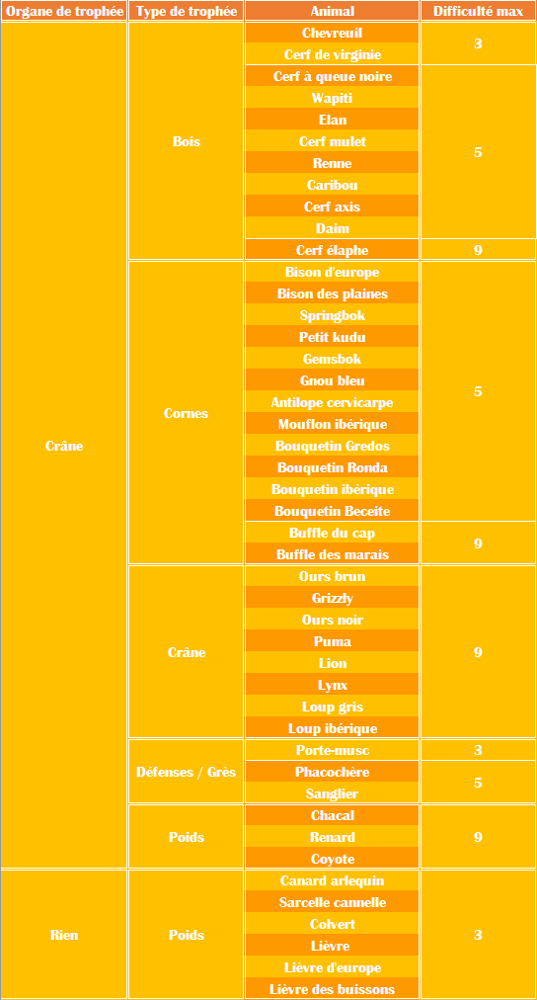 Organe de trophée Type de trophée Animal Difficulté max
Chevreuil
3
Cerf de virginie
Cerf à queue noire
Wapiti
Elan
Bois Cerf mulet
5
Renne
Caribou
Cerf axis
Daim
Cerf élaphe 9
Bison d'europe
Bison des plaines
Springbok
Petit kudu
Gemsbok
Gnou bleu
5
Antilope cervicarpe
Cornes
Mouflon ibérique
Crâne Bouquetin Gredos
Bouquetin Ronda
Bouquetin ibérique
Bouquetin Beceite
Buffle du cap
9
Buffle des marais
Ours brun
Grizzly
Ours noir
Puma
Crâne 9
Lion
Lynx
Loup gris
Loup ibérique
Porte-musc 3
Défenses / Grès Phacochère
5
Sanglier
Chacal
Poids Renard 9
Coyote
Canard arlequin
Sarcelle cannelle
Colvert
Rien Poids 3
Lièvre
Lièvre d'europe
Lièvre des buissons